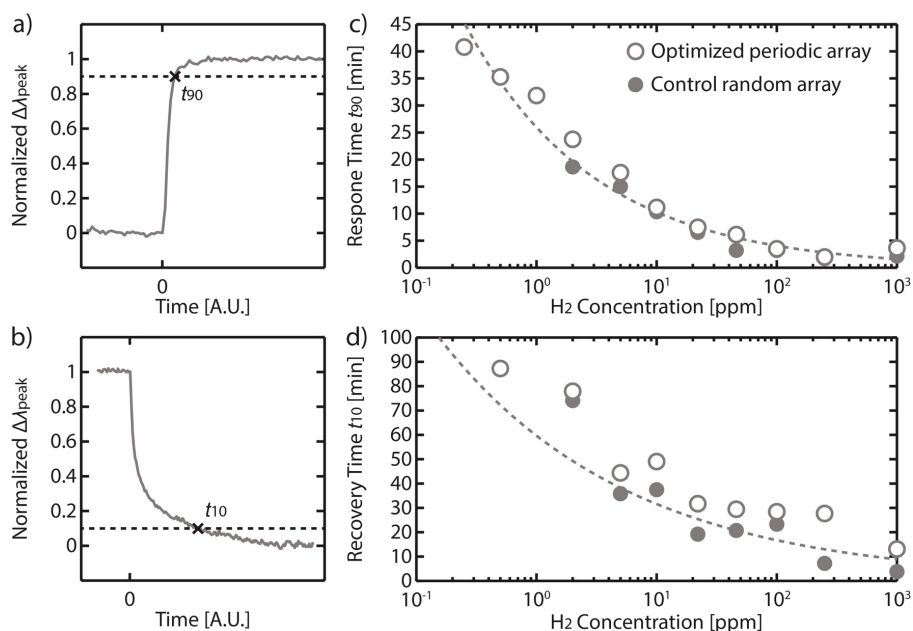 a)
Normalized Δλpeak
1
0.8
0.6
0.4
0.2
0
t90
0
Time [A.U.]
b)
Normalized Δλpeak
1
0.8
0.6
0.4
0.2
0
t10
0
Time [A.U.]
c)
Respone Time t90 [min]
45
40
35
30
25
20
15
10
5
0
Optimized periodic array
Control random array
10-1
100
101
102
103
H2 Concentration [ppm]
d)
Recovery Time t10 [min]
100
90
80
70
60
50
40
30
20
10
0
10-1
100
101
102
103
H2 Concentration [ppm]